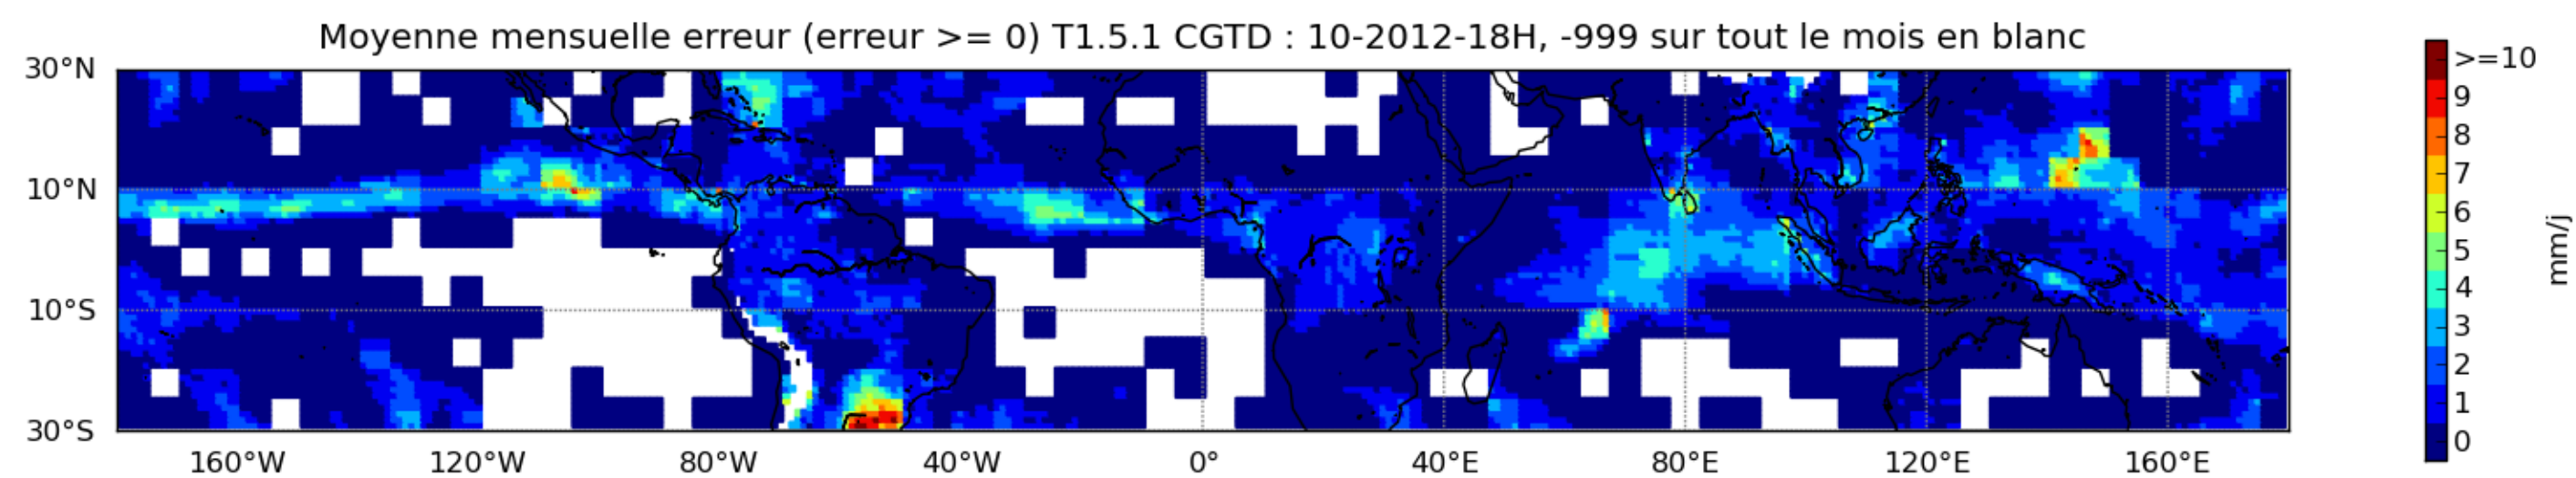 Moyenne mensuelle erreur (erreur >= 0) T1.5.1 CGTD : 10-2012-18H, -999 sur tout le mois en blanc
30°N
10°N
10°S
30°S
160°W 120°W 80°W 40°W 0° 40°E 80°E 120°E 160°E
>=10
9
8
7
6
5
4
3
2
1
0
mm/j